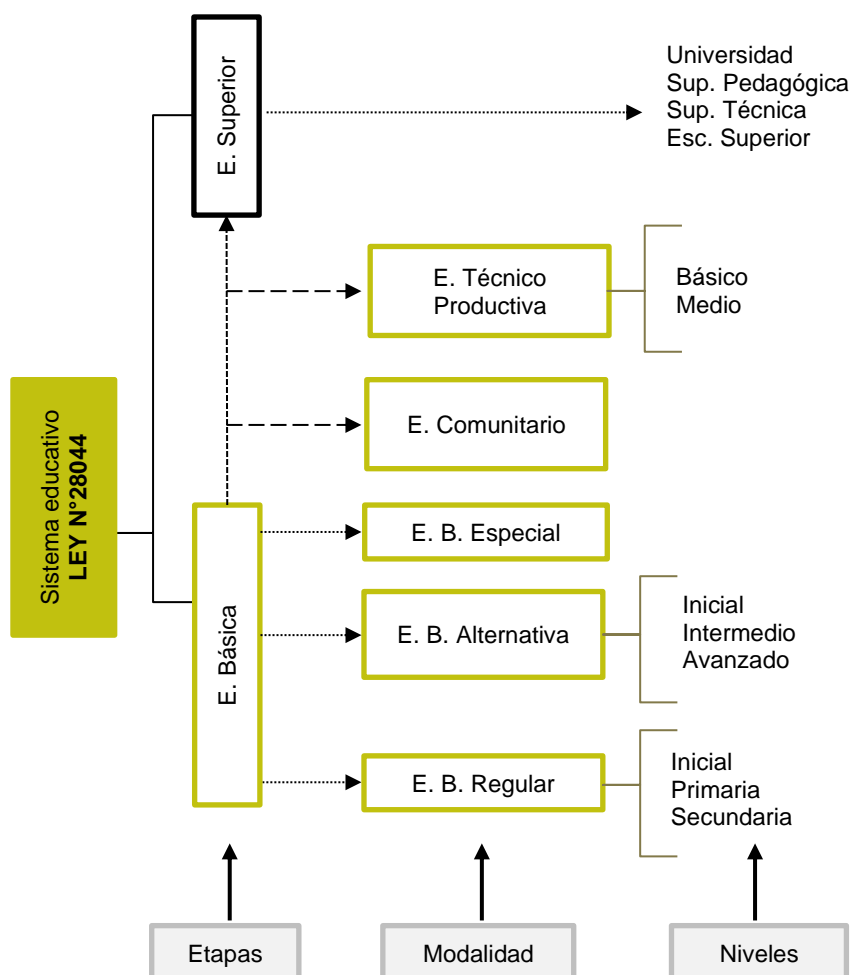 Sistema educativo
LEY N°28044
E. Superior
Universidad
Sup. Pedagógica
Sup. Técnica
Esc. Superior
E. Técnico
Productiva
Básico
Medio
E. Comunitario
E. Básica
E. B. Especial
E. B. Alternativa
Inicial
Intermedio
Avanzado
E. B. Regular
Inicial
Primaria
Secundaria
Etapas
Modalidad
Niveles